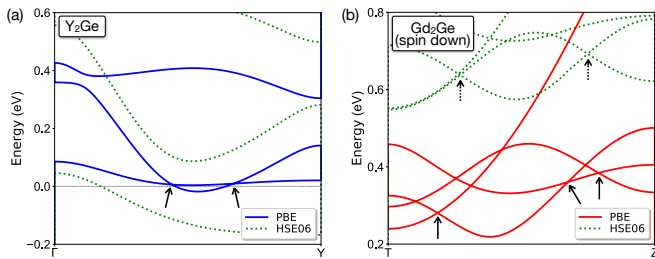 (a)
Y₂Ge
Energy (eV)
0.6
0.4
0.2
0.0
−0.2
Γ
Y
PBE
HSE06
(b)
Gd₂Ge
(spin down)
Energy (eV)
0.8
0.6
0.4
0.2
T
Z
PBE
HSE06